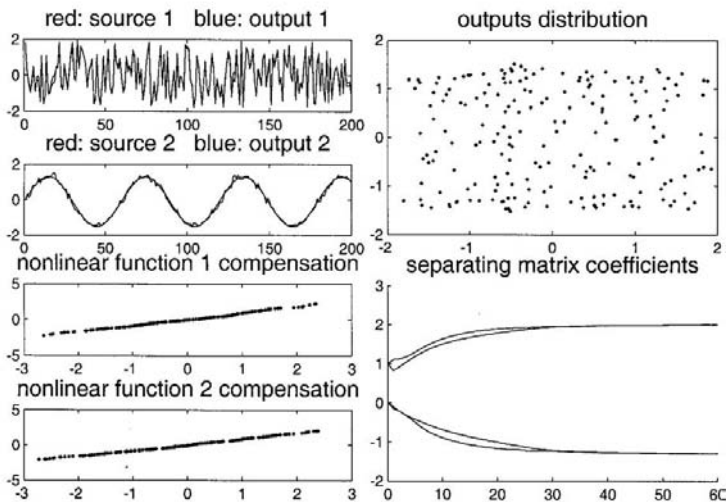 red: source 1 blue: output 1
2
0
-2
0 50 100 150 200
red: source 2 blue: output 2
2
0
-2
0 50 100 150 200
nonlinear function 1 compensation
5
0
-5
-3 -2 -1 0 1 2 3
nonlinear function 2 compensation
5
0
-5
-3 -2 -1 0 1 2 3
outputs distribution
2
1
0
-1
-2
-2 -1 0 1 2
separating matrix coefficients
3
2
1
0
-1
-2
0 10 20 30 40 50 60